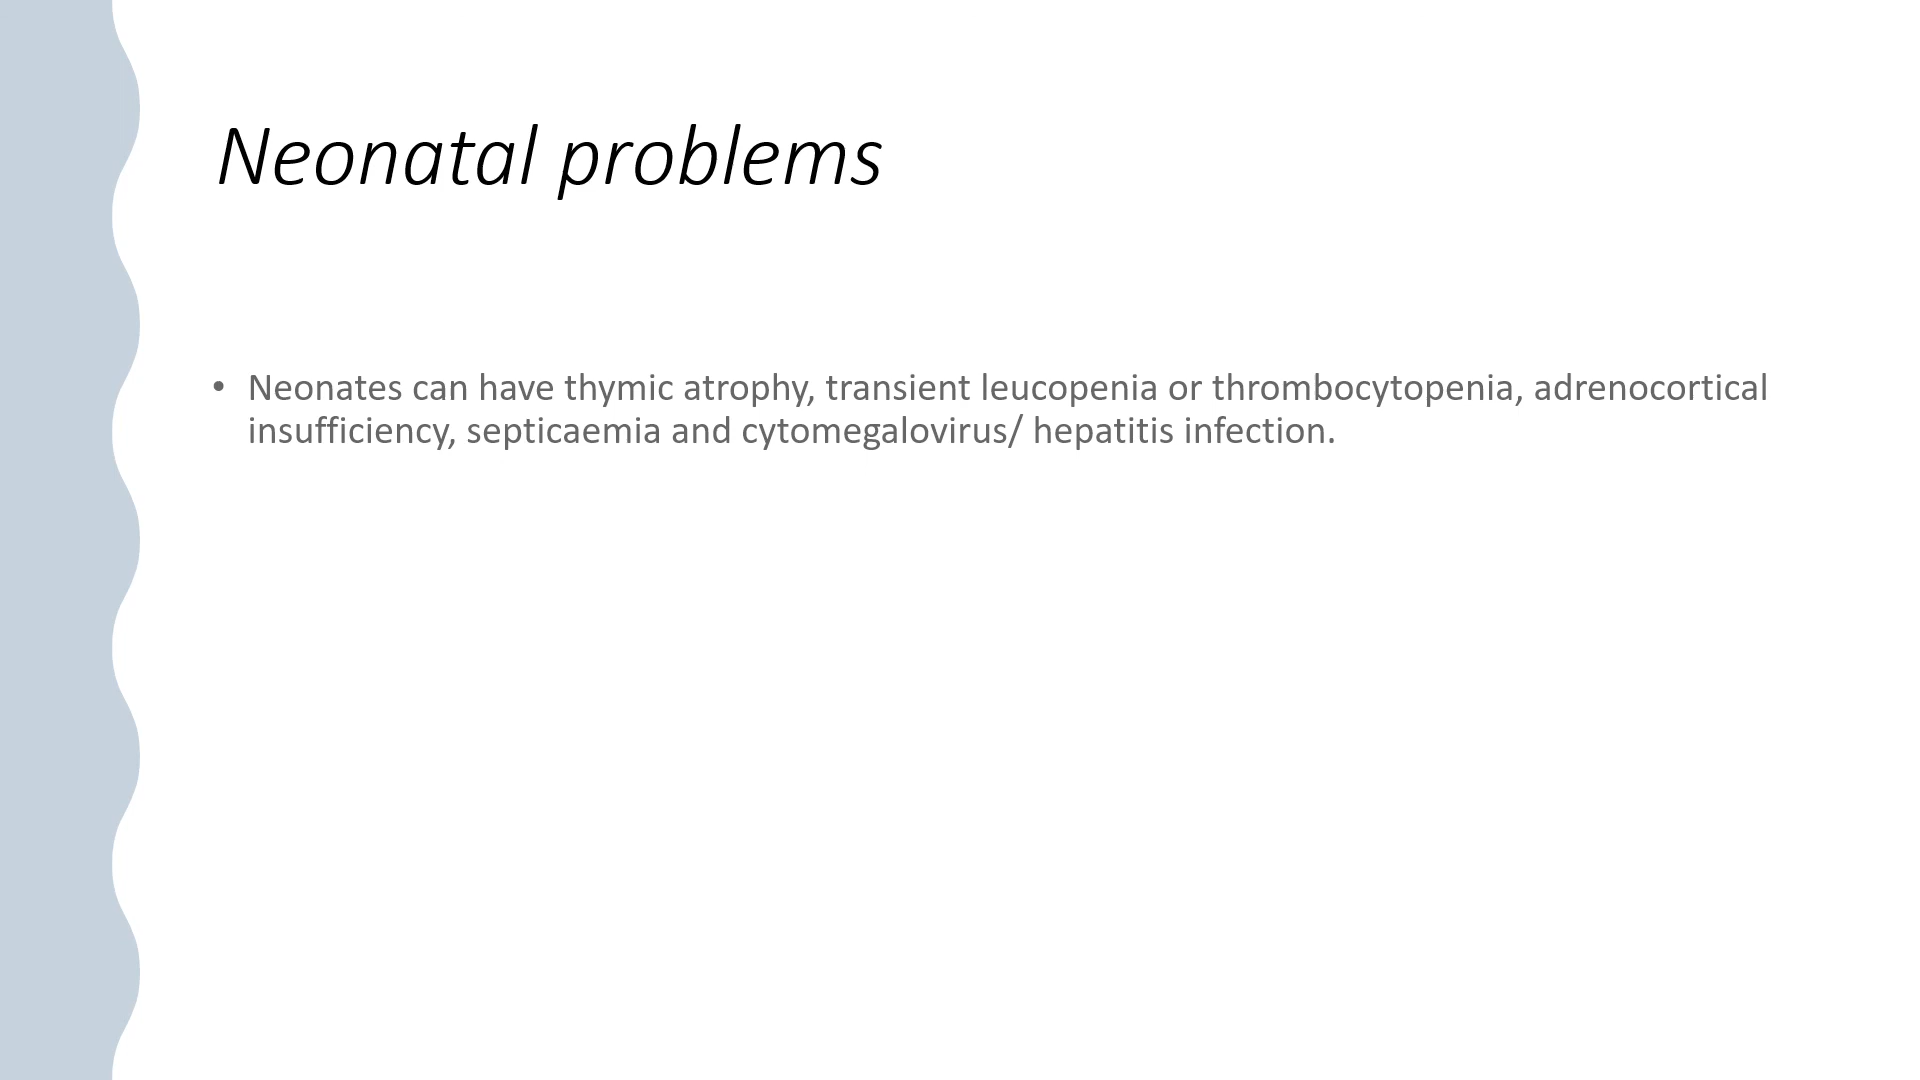 Neonatal problems
• Neonates can have thymic atrophy, transient leucopenia or thrombocytopenia, adrenocortical
insufficiency, septicaemia and cytomegalovirus/ hepatitis infection.